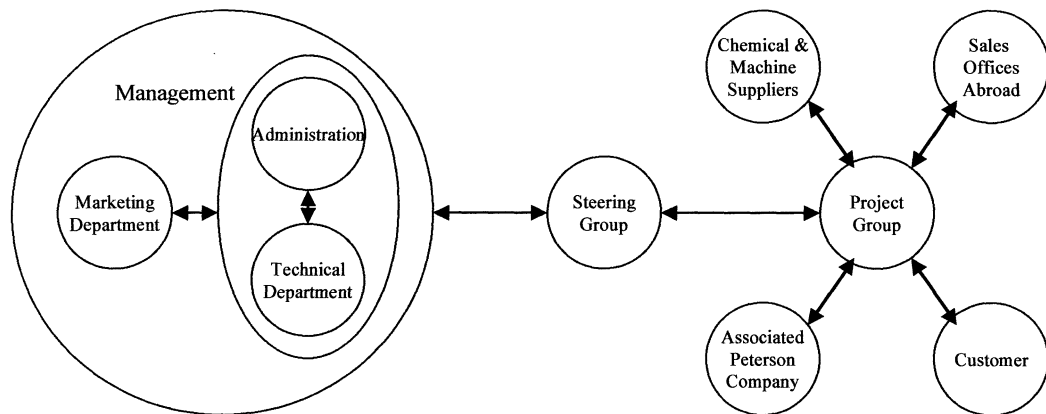 Management
Administration
Marketing
Department
Technical
Department
Steering
Group
Chemical &
Machine
Suppliers
Sales
Offices
Abroad
Project
Group
Associated
Peterson
Company
Customer